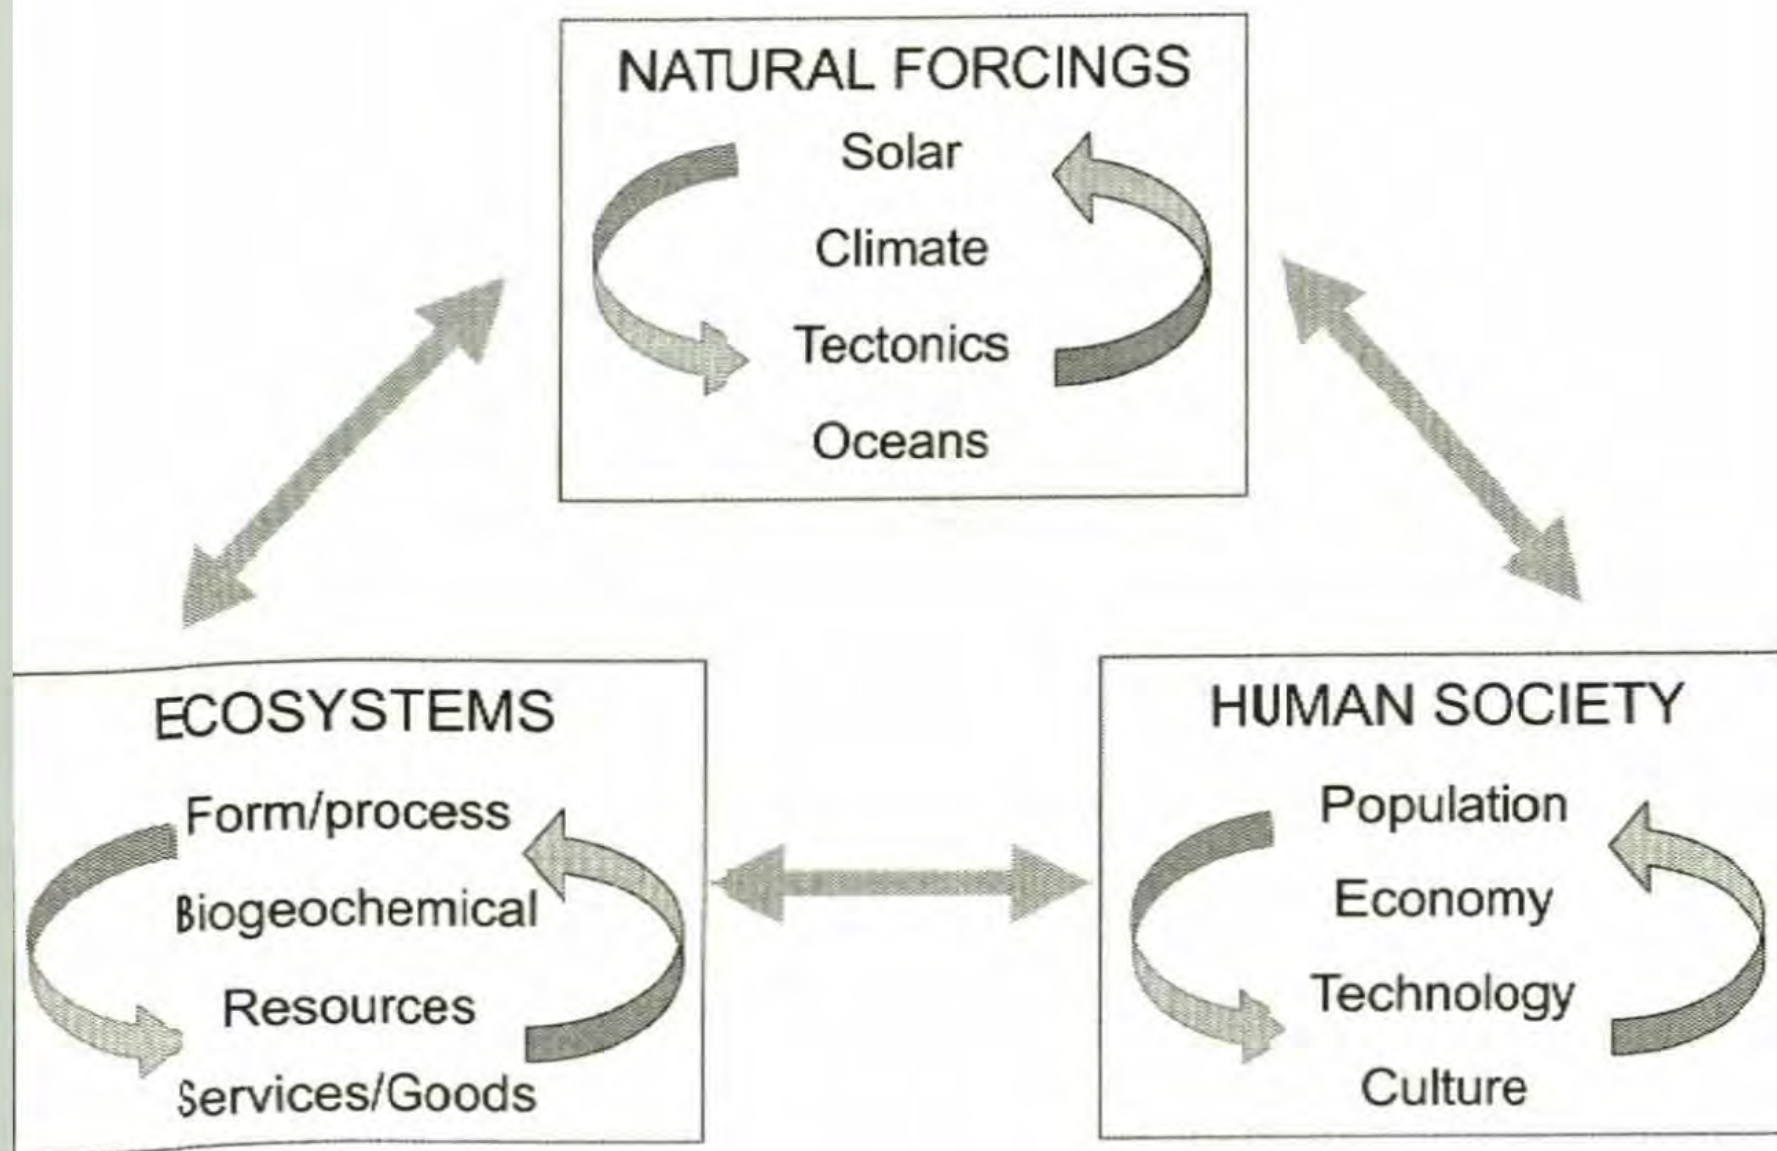 NATURAL FORCINGS
Solar
Climate
Tectonics
Oceans
ECOSYSTEMS
Form/process
Biogeochemical
Resources
Services/Goods
HUMAN SOCIETY
Population
Economy
Technology
Culture